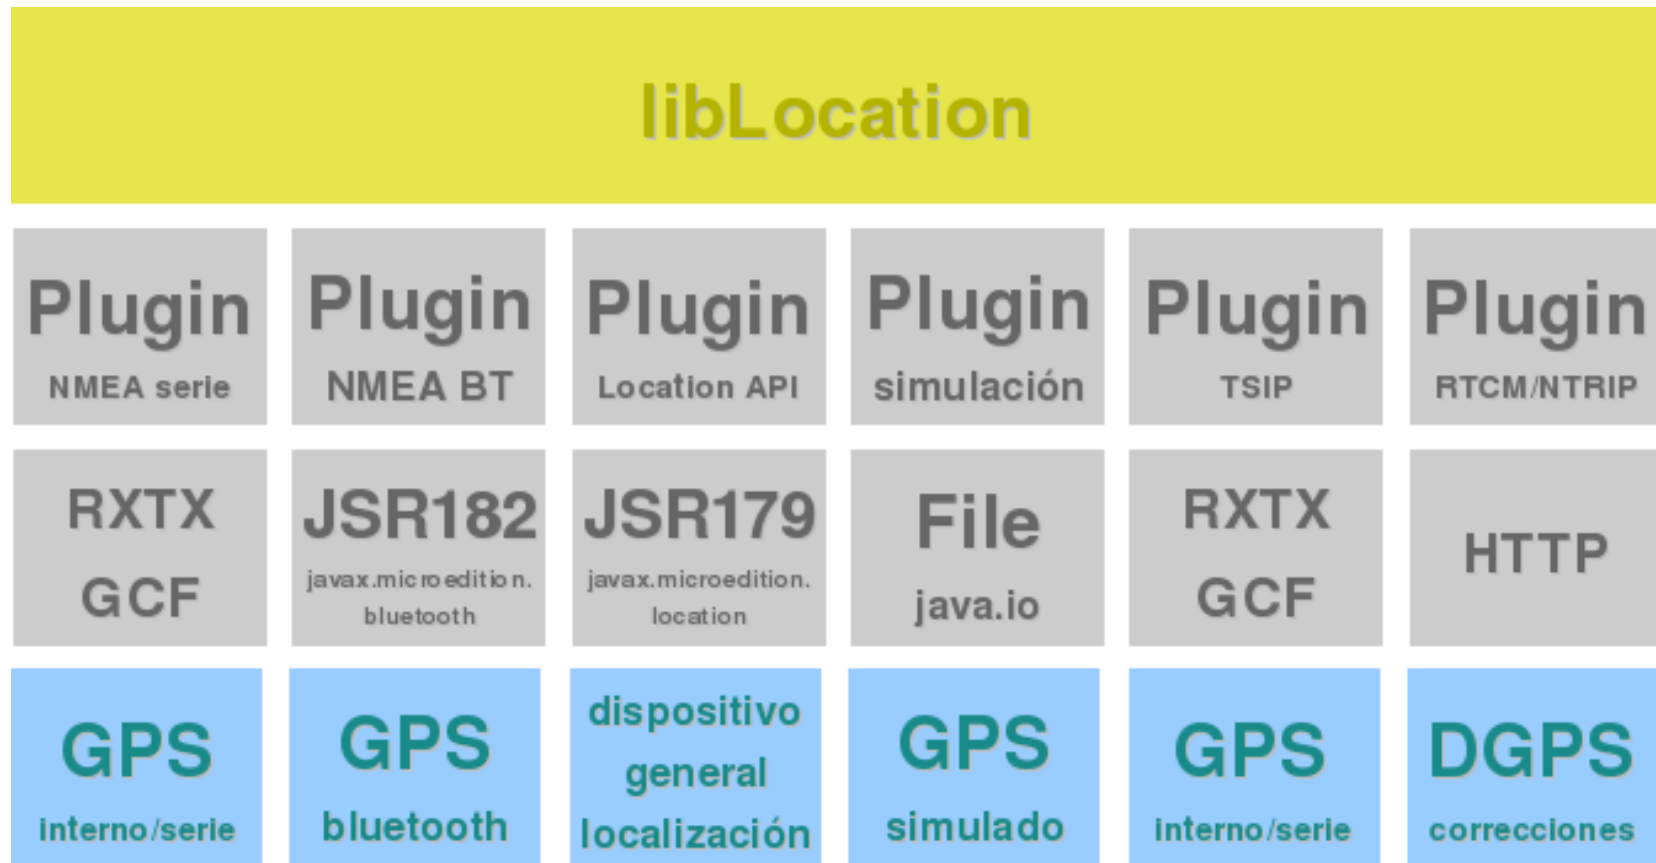 libLocation
Plugin
NMEA serie
Plugin
NMEA BT
Plugin
Location API
Plugin
simulación
Plugin
TSIP
Plugin
RTCM/NTRIP
RXTX
GCF
JSR182
javax.microedition.
bluetooth
JSR179
javax.microedition.
location
File
java.io
RXTX
GCF
HTTP
GPS
interno/serie
GPS
bluetooth
dispositivo
general
localización
GPS
simulado
GPS
interno/serie
DGPS
correcciones